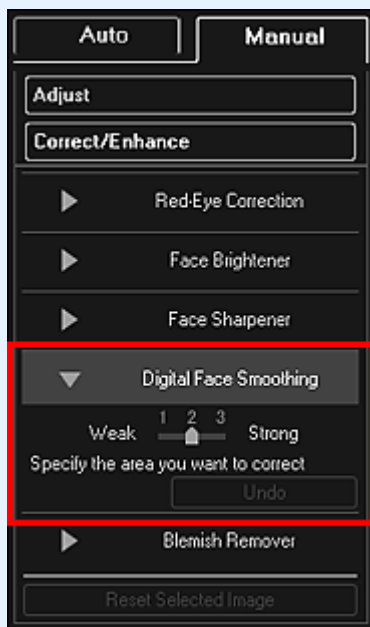 Auto Manual
Adjust
Correct/Enhance
Red-Eye Correction
Face Brightener
Face Sharpener
Digital Face Smoothing
1 2 3
Weak Strong
Specify the area you want to correct
Undo
Blemish Remover
Reset Selected Image